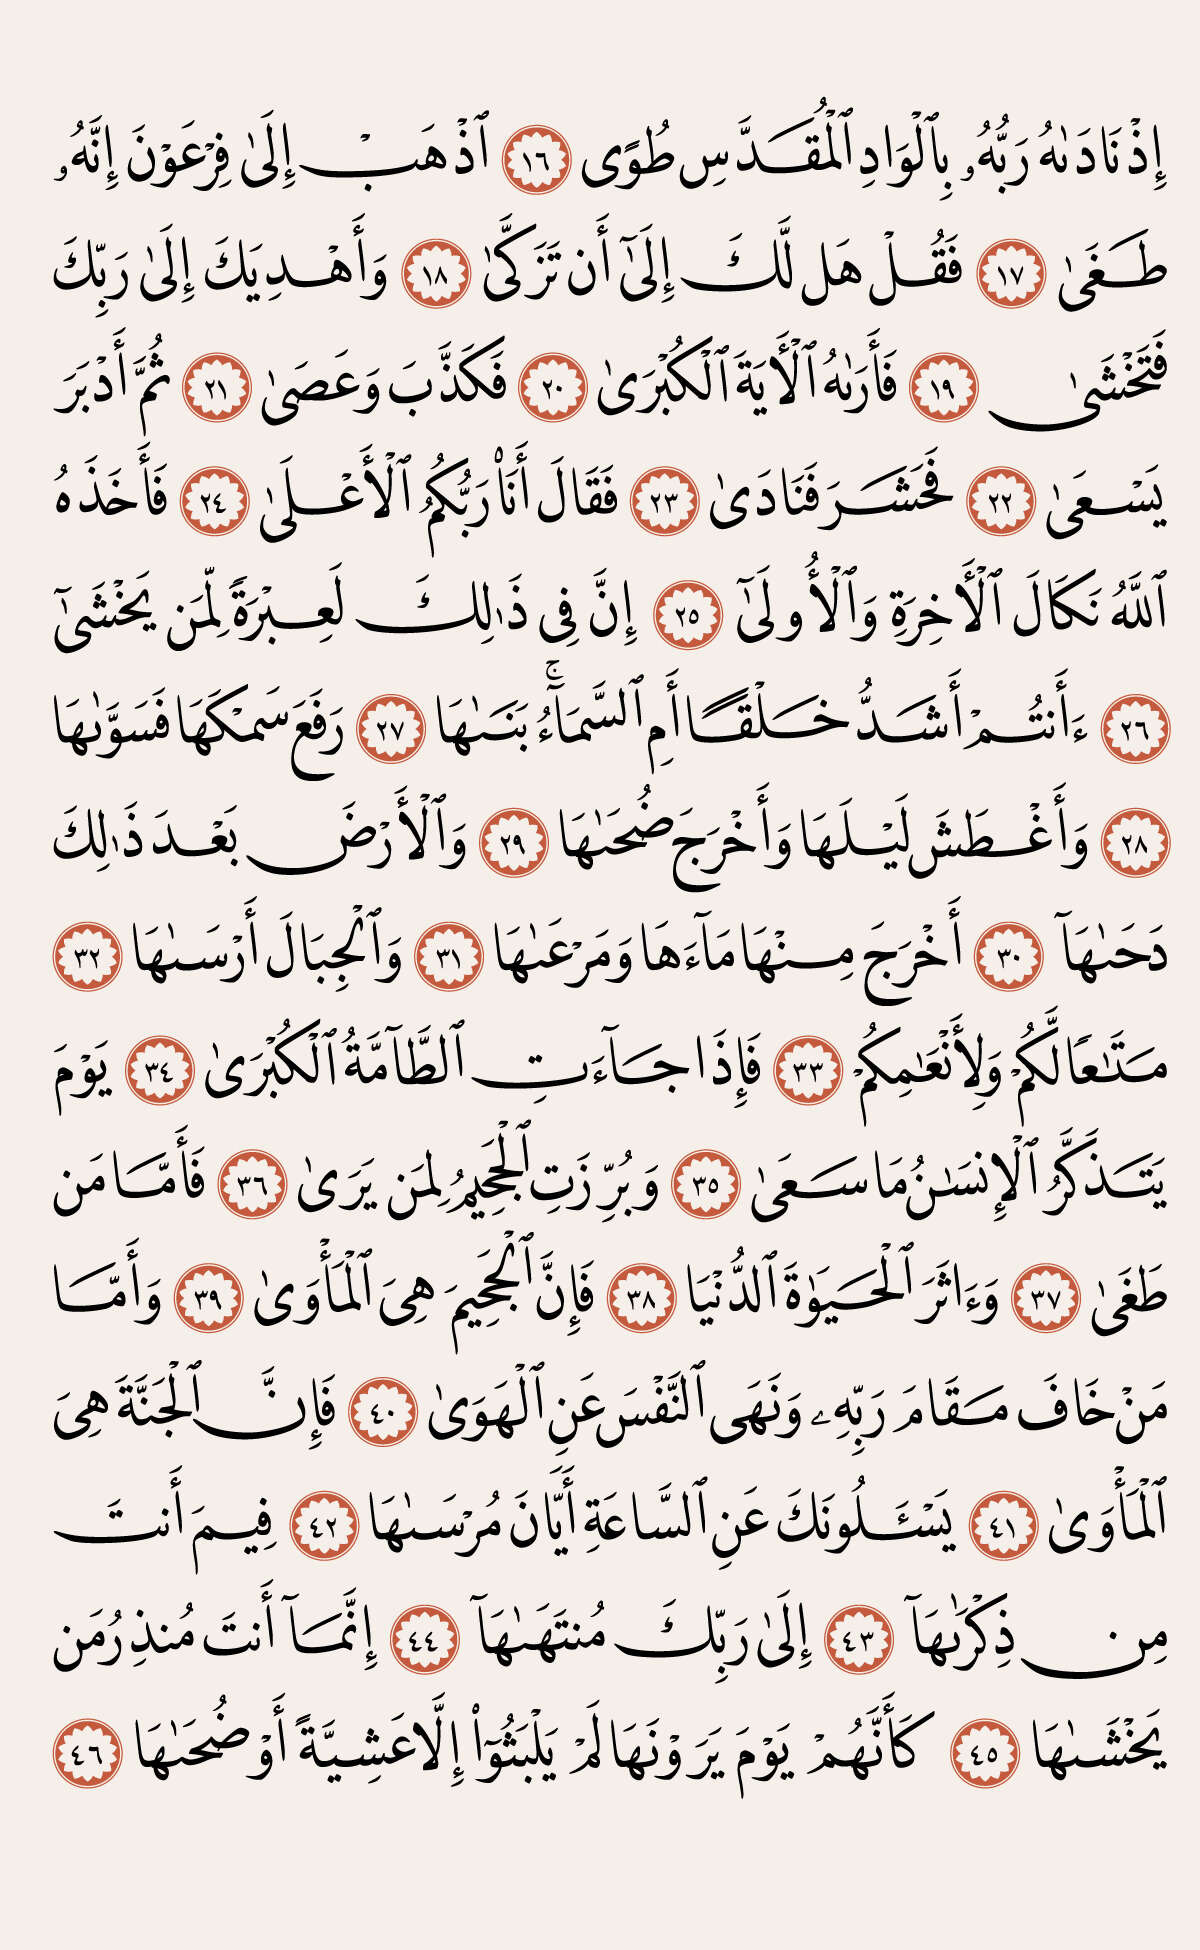 إِذْ نَادَىٰهُ رَبُّهُۥ بِٱلْوَادِ ٱلْمُقَدَّسِ طُوًى ١٦ ٱذْهَبْ إِلَىٰ فِرْعَوْنَ إِنَّهُۥ
طَغَىٰ ١٧ فَقُلْ هَل لَّكَ إِلَىٰٓ أَن تَزَكَّىٰ ١٨ وَأَهْدِيَكَ إِلَىٰ رَبِّكَ
فَتَخْشَىٰ ١٩ فَأَرَىٰهُ ٱلْأَيَةَ ٱلْكُبْرَىٰ ٢٠ فَكَذَّبَ وَعَصَىٰ ٢١ ثُمَّ أَدْبَرَ
يَسْعَىٰ ٢٢ فَحَشَرَ فَنَادَىٰ ٢٣ فَقَالَ أَنَا۠ رَبُّكُمُ ٱلْأَعْلَىٰ ٢٤ فَأَخَذَهُ
ٱللَّهُ نَكَالَ ٱلْأَخِرَةِ وَٱلْأُولَىٰٓ ٢٥ إِنَّ فِى ذَٰلِكَ لَعِبْرَةً لِّمَن يَخْشَىٰٓ
٢٦ ءَأَنتُمْ أَشَدُّ خَلْقًا أَمِ ٱلسَّمَآءُ ۚ بَنَىٰهَا ٢٧ رَفَعَ سَمْكَهَا فَسَوَّىٰهَا
٢٨ وَأَغْطَشَ لَيْلَهَا وَأَخْرَجَ ضُحَىٰهَا ٢٩ وَٱلْأَرْضَ بَعْدَ ذَٰلِكَ
دَحَىٰهَآ ٣٠ أَخْرَجَ مِنْهَا مَآءَهَا وَمَرْعَىٰهَا ٣١ وَٱلْجِبَالَ أَرْسَىٰهَا ٣٢
مَتَٰعًا لَّكُمْ وَلِأَنْعَٰمِكُمْ ٣٣ فَإِذَا جَآءَتِ ٱلطَّآمَّةُ ٱلْكُبْرَىٰ ٣٤ يَوْمَ
يَتَذَكَّرُ ٱلْإِنسَٰنُ مَا سَعَىٰ ٣٥ وَبُرِّزَتِ ٱلْجَحِيمُ لِمَن يَرَىٰ ٣٦ فَأَمَّا مَن
طَغَىٰ ٣٧ وَءَاثَرَ ٱلْحَيَوٰةَ ٱلدُّنْيَا ٣٨ فَإِنَّ ٱلْجَحِيمَ هِىَ ٱلْمَأْوَىٰ ٣٩ وَأَمَّا
مَنْ خَافَ مَقَامَ رَبِّهِۦ وَنَهَى ٱلنَّفْسَ عَنِ ٱلْهَوَىٰ ٤٠ فَإِنَّ ٱلْجَنَّةَ هِىَ
ٱلْمَأْوَىٰ ٤١ يَسْـَٔلُونَكَ عَنِ ٱلسَّاعَةِ أَيَّانَ مُرْسَىٰهَا ٤٢ فِيمَ أَنتَ
مِن ذِكْرَىٰهَآ ٤٣ إِلَىٰ رَبِّكَ مُنتَهَىٰهَآ ٤٤ إِنَّمَآ أَنتَ مُنذِرُ مَن
يَخْشَىٰهَا ٤٥ كَأَنَّهُمْ يَوْمَ يَرَوْنَهَا لَمْ يَلْبَثُوٓا۟ إِلَّا عَشِيَّةً أَوْ ضُحَىٰهَا ٤٦